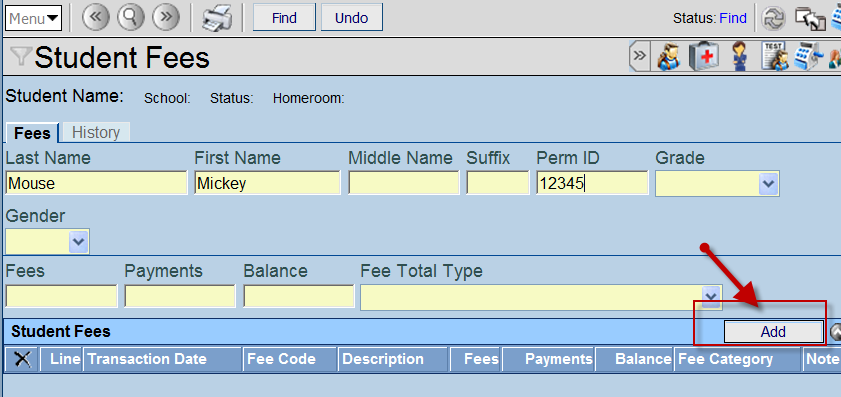 Menu Find Undo Status: Find
Student Fees
TEST
Student Name: School: Status: Homeroom:
Fees History
Last Name First Name Middle Name Suffix Perm ID Grade
Mouse Mickey 12345
Gender
Fees Payments Balance Fee Total Type
Student Fees Add
Line Transaction Date Fee Code Description Fees Payments Balance Fee Category Note